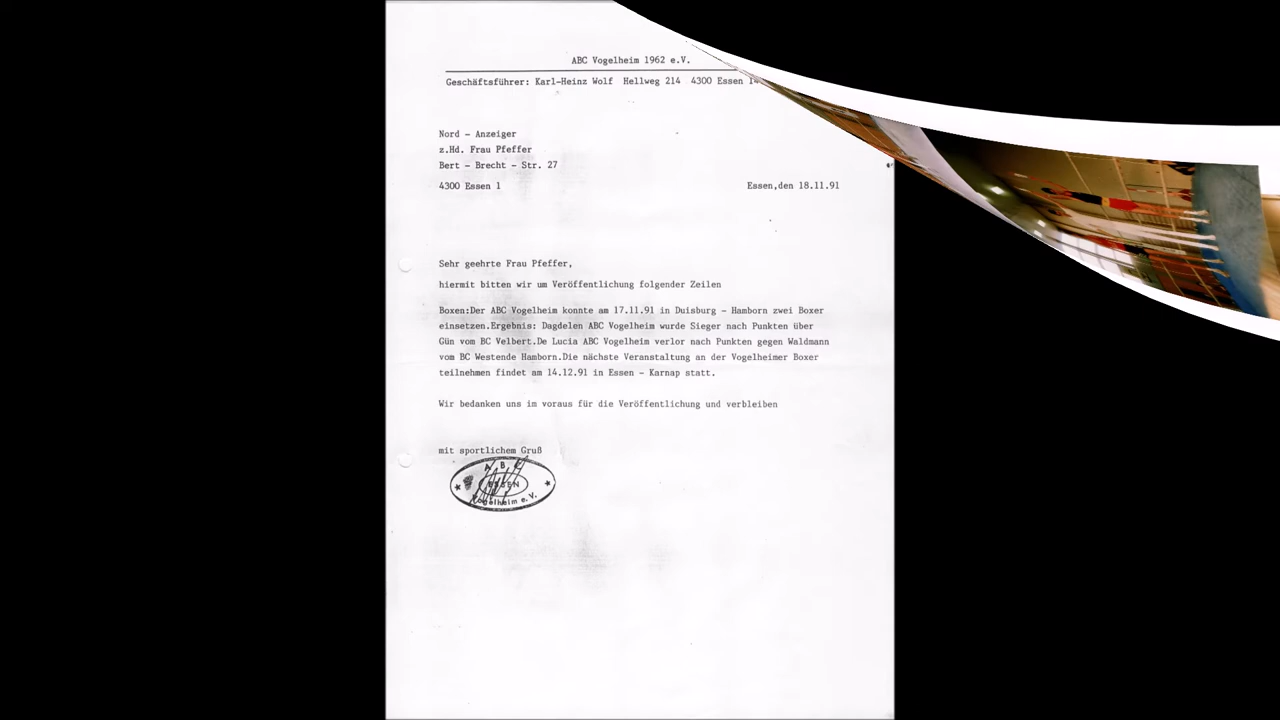 ABC Vogelheim 1962 e.V.
Geschäftsführer: Karl-Heinz Wolf Hellweg 214 4300 Essen
Nord - Anzeiger
z.Hd. Frau Pfeffer
Bert - Brecht - Str. 27
4300 Essen 1
Essen,den 18.11.91
Sehr geehrte Frau Pfeffer,
hiermit bitten wir um Veröffentlichung folgender Zeilen
Boxen:Der ABC Vogelheim konnte am 17.11.91 in Duisburg - Hamborn zwei Boxer
einsetzen.Ergebnis: Dagdelen ABC Vogelheim wurde Sieger nach Punkten über
Gün vom BC Velbert.De Lucia ABC Vogelheim verlor nach Punkten gegen Waldmann
vom BC Westende Hamborn.Die nächste Veranstaltung an der Vogelheimer Boxer
teilnehmen findet am 14.12.91 in Essen - Karnap statt.
Wir bedanken uns im voraus für die Veröffentlichung und verbleiben
mit sportlichem Gruß
A B C
ESSEN
Vogelheim e.V.